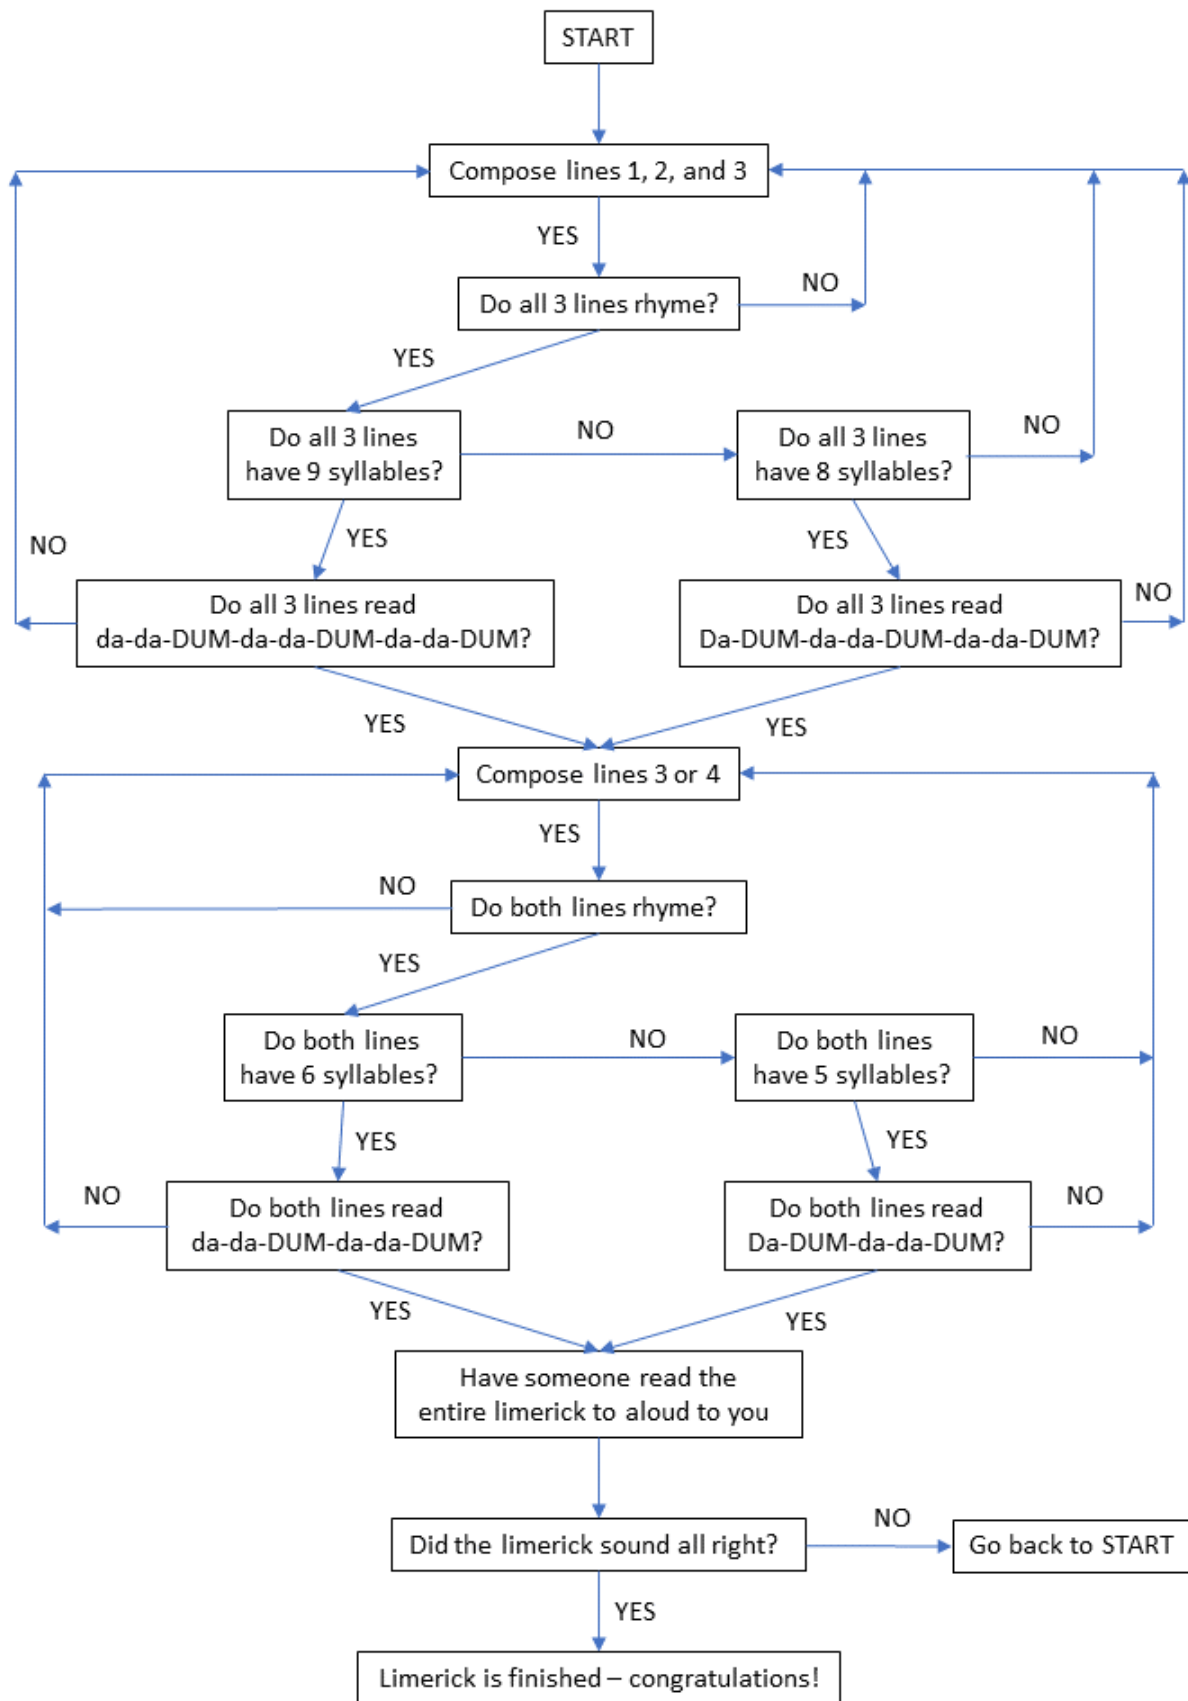 START
Compose lines 1, 2, and 3
YES
Do all 3 lines rhyme?
NO
YES
Do all 3 lines
have 9 syllables?
NO
Do all 3 lines
have 8 syllables?
NO
YES
YES
NO
Do all 3 lines read
da-da-DUM-da-da-DUM-da-da-DUM?
Do all 3 lines read
Da-DUM-da-da-DUM-da-da-DUM?
NO
YES
YES
Compose lines 3 or 4
YES
NO
Do both lines rhyme?
YES
Do both lines
have 6 syllables?
NO
Do both lines
have 5 syllables?
NO
YES
YES
NO
Do both lines read
da-da-DUM-da-da-DUM?
Do both lines read
Da-DUM-da-da-DUM?
NO
YES
YES
Have someone read the
entire limerick to aloud to you
Did the limerick sound all right?
NO
Go back to START
YES
Limerick is finished – congratulations!